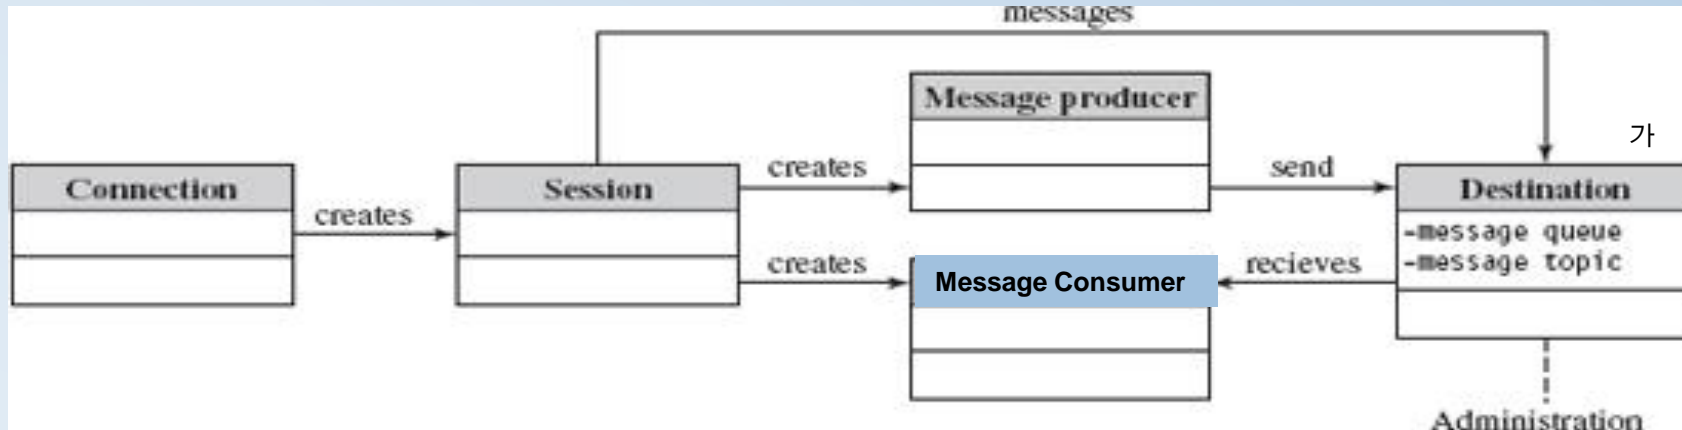 messages
Message producer
가
Connection
creates
Session
creates
send
Destination
-message queue
-message topic
creates
Message Consumer
recieves
Administration